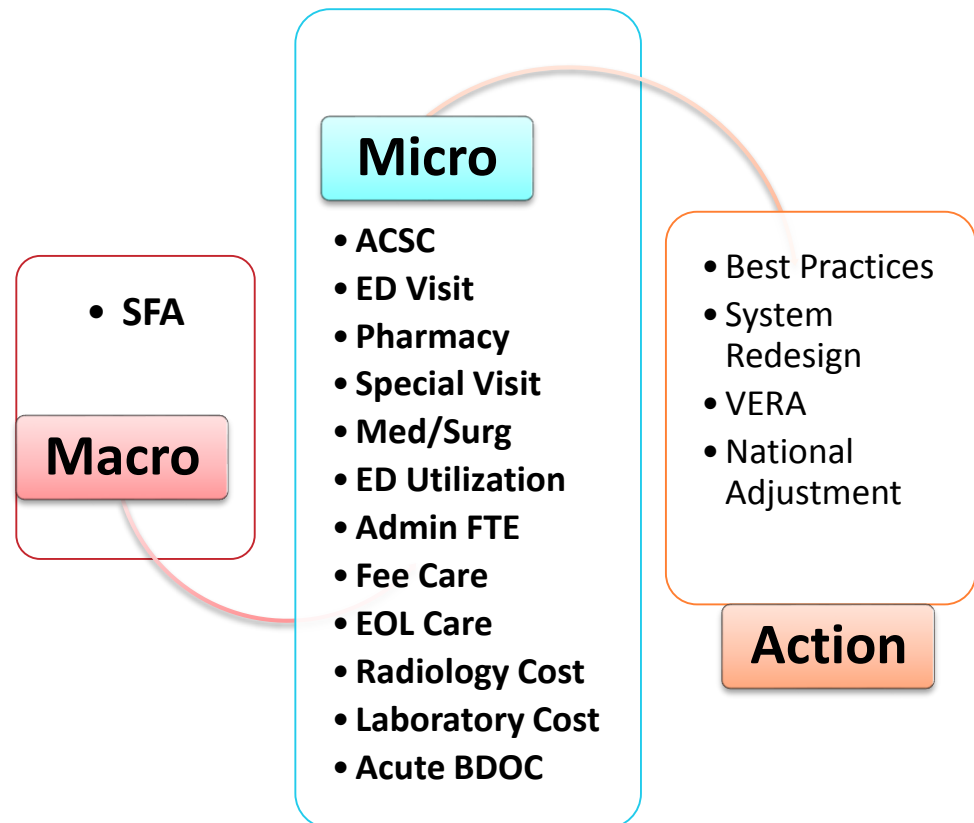 • SFA
Macro
Micro
• ACSC
• ED Visit
• Pharmacy
• Special Visit
• Med/Surg
• ED Utilization
• Admin FTE
• Fee Care
• EOL Care
• Radiology Cost
• Laboratory Cost
• Acute BDOC
• Best Practices
• System
Redesign
• VERA
• National
Adjustment
Action